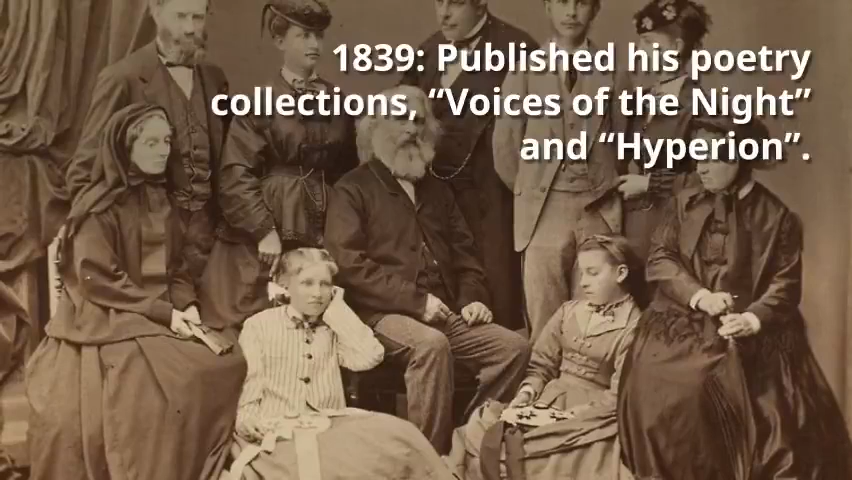 1839: Published his poetry
collections, “Voices of the Night”
and “Hyperion”.